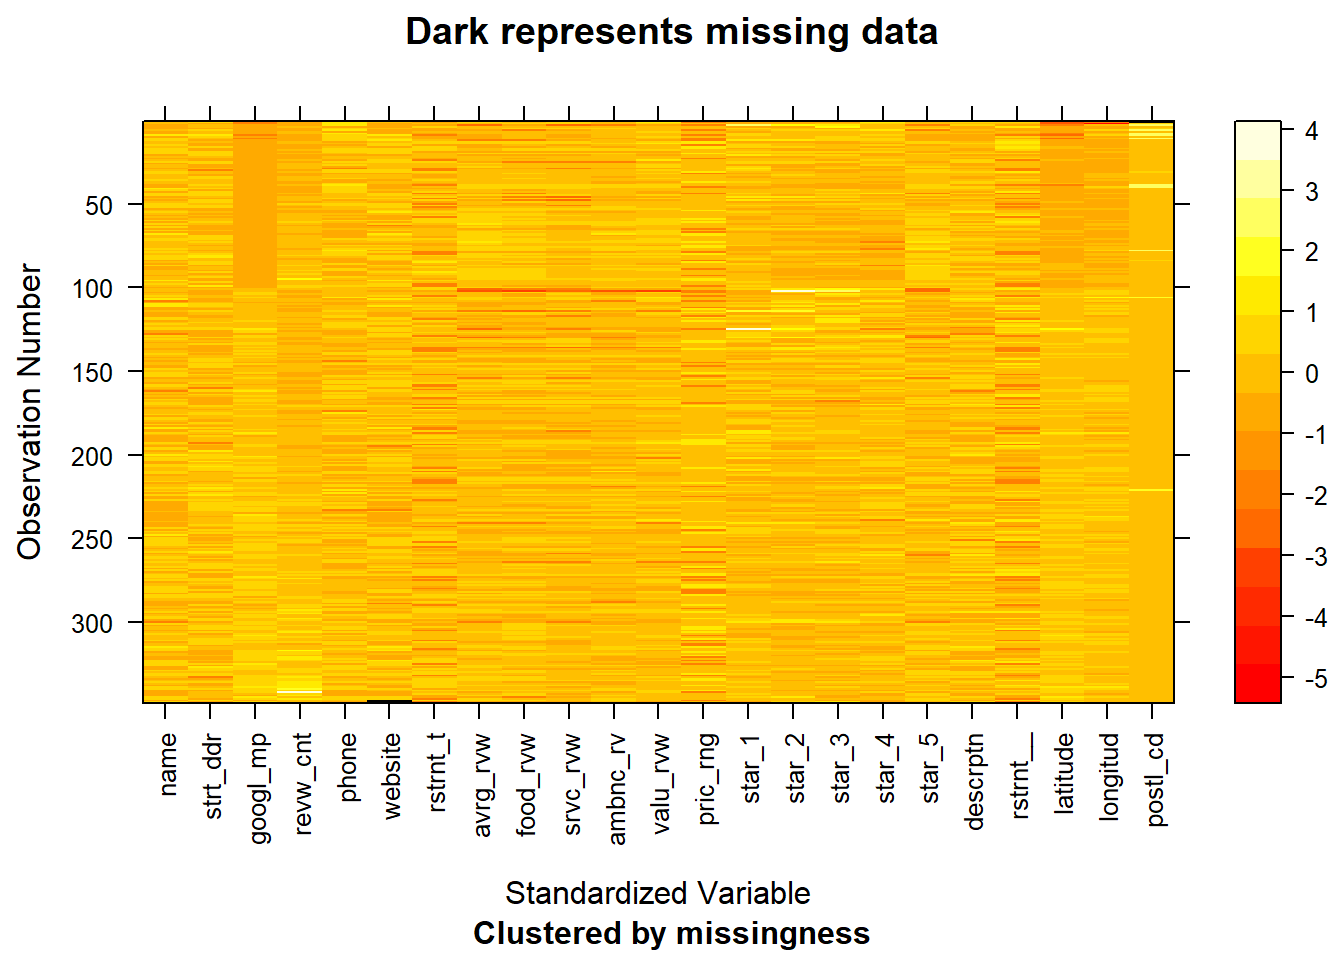 Dark represents missing data
4
3
2
1
0
-1
-2
-3
-4
-5
Observation Number
50
100
150
200
250
300
name
strt_ddr
googl_mp
revw_cnt
phone
website
rstrnt_t
avrg_rvw
food_rvw
srvc_rvw
ambnc_rv
valu_rvw
pric_rng
star_1
star_2
star_3
star_4
star_5
descrptn
rstrnt__
latitude
longitud
postl_cd
Standardized Variable
Clustered by missingness